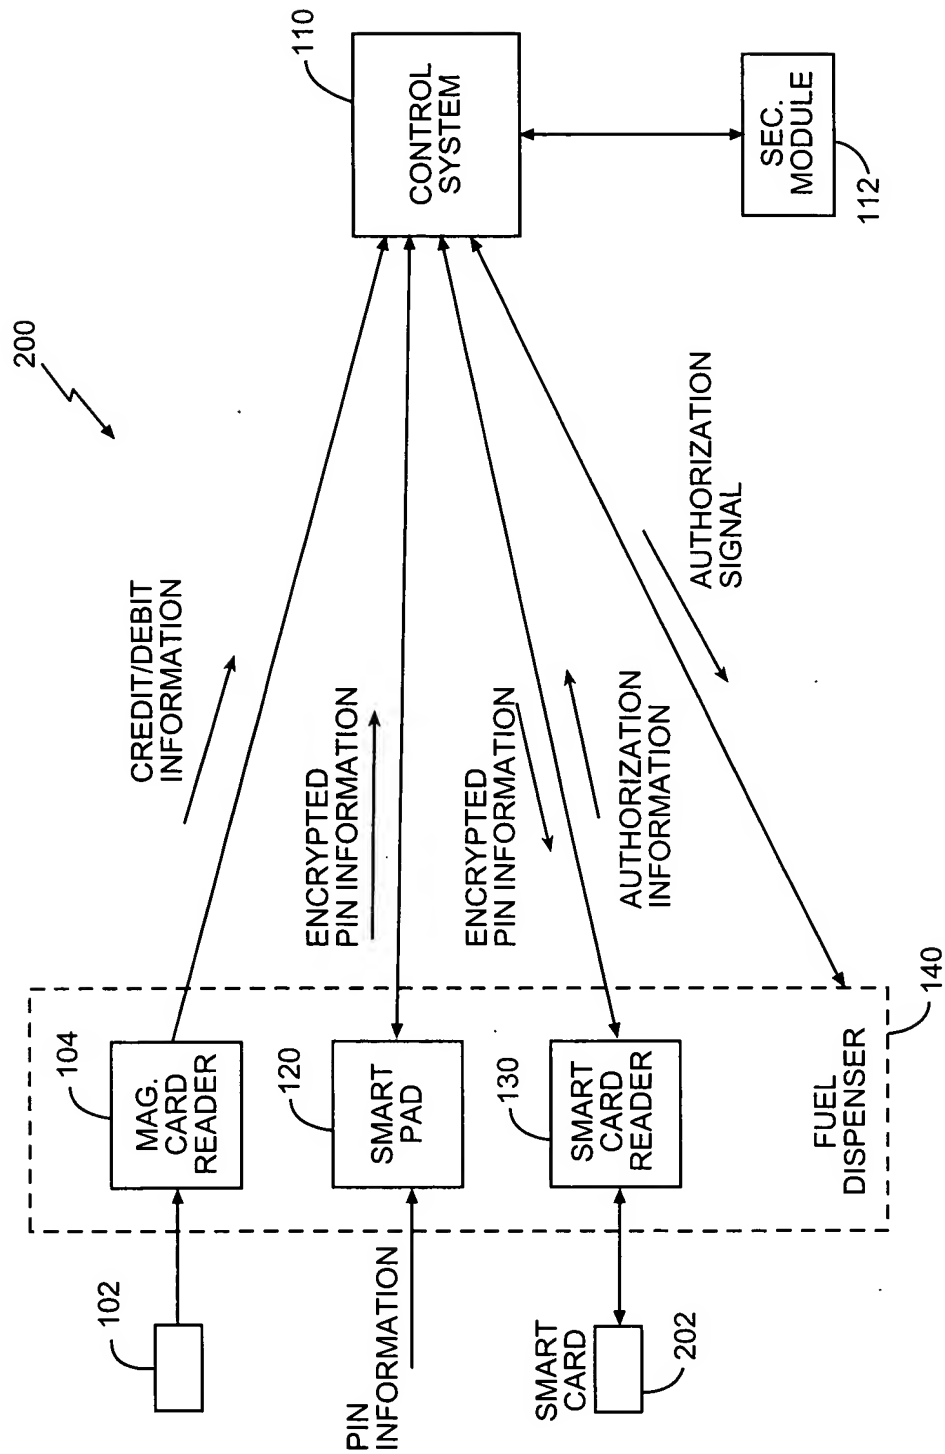 200
102
104
MAG.
CARD
READER
CREDIT/DEBIT
INFORMATION
110
CONTROL
SYSTEM
PIN
INFORMATION
120
SMART
PAD
ENCRYPTED
PIN INFORMATION
SMART
CARD
202
130
SMART
CARD
READER
ENCRYPTED
PIN INFORMATION
AUTHORIZATION
INFORMATION
AUTHORIZATION
SIGNAL
SEC.
MODULE
112
FUEL
DISPENSER
140